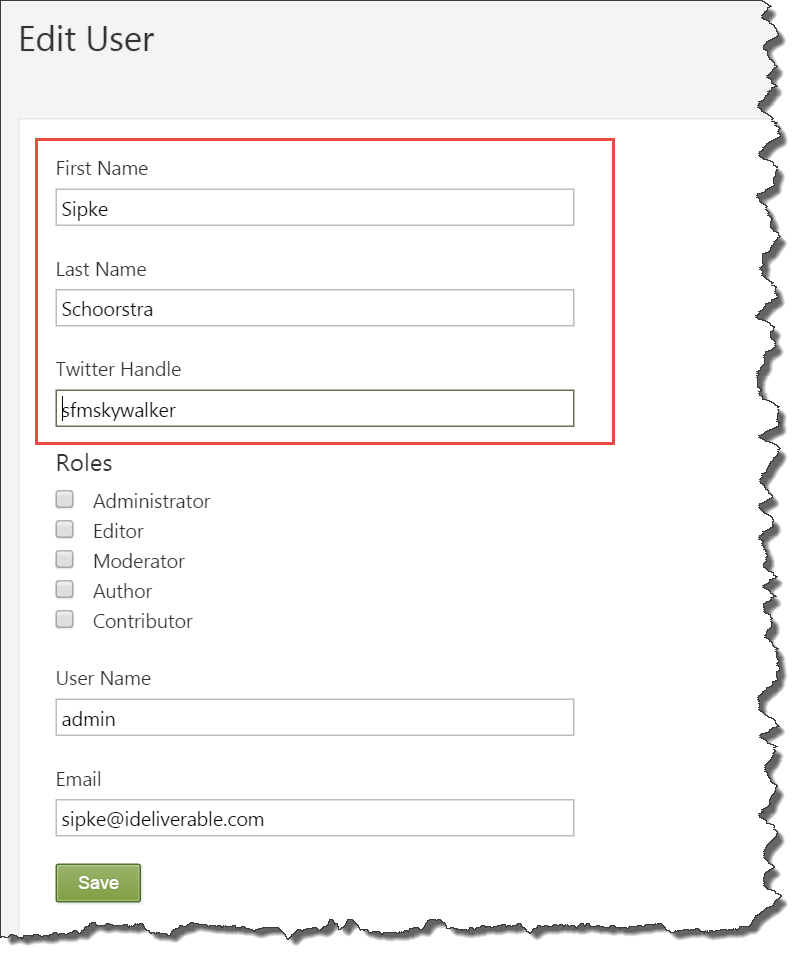 Edit User
First Name
Sipke
Last Name
Schoorstra
Twitter Handle
sfmskywalker
Roles
Administrator
Editor
Moderator
Author
Contributor
User Name
admin
Email
sipke@ideliverable.com
Save